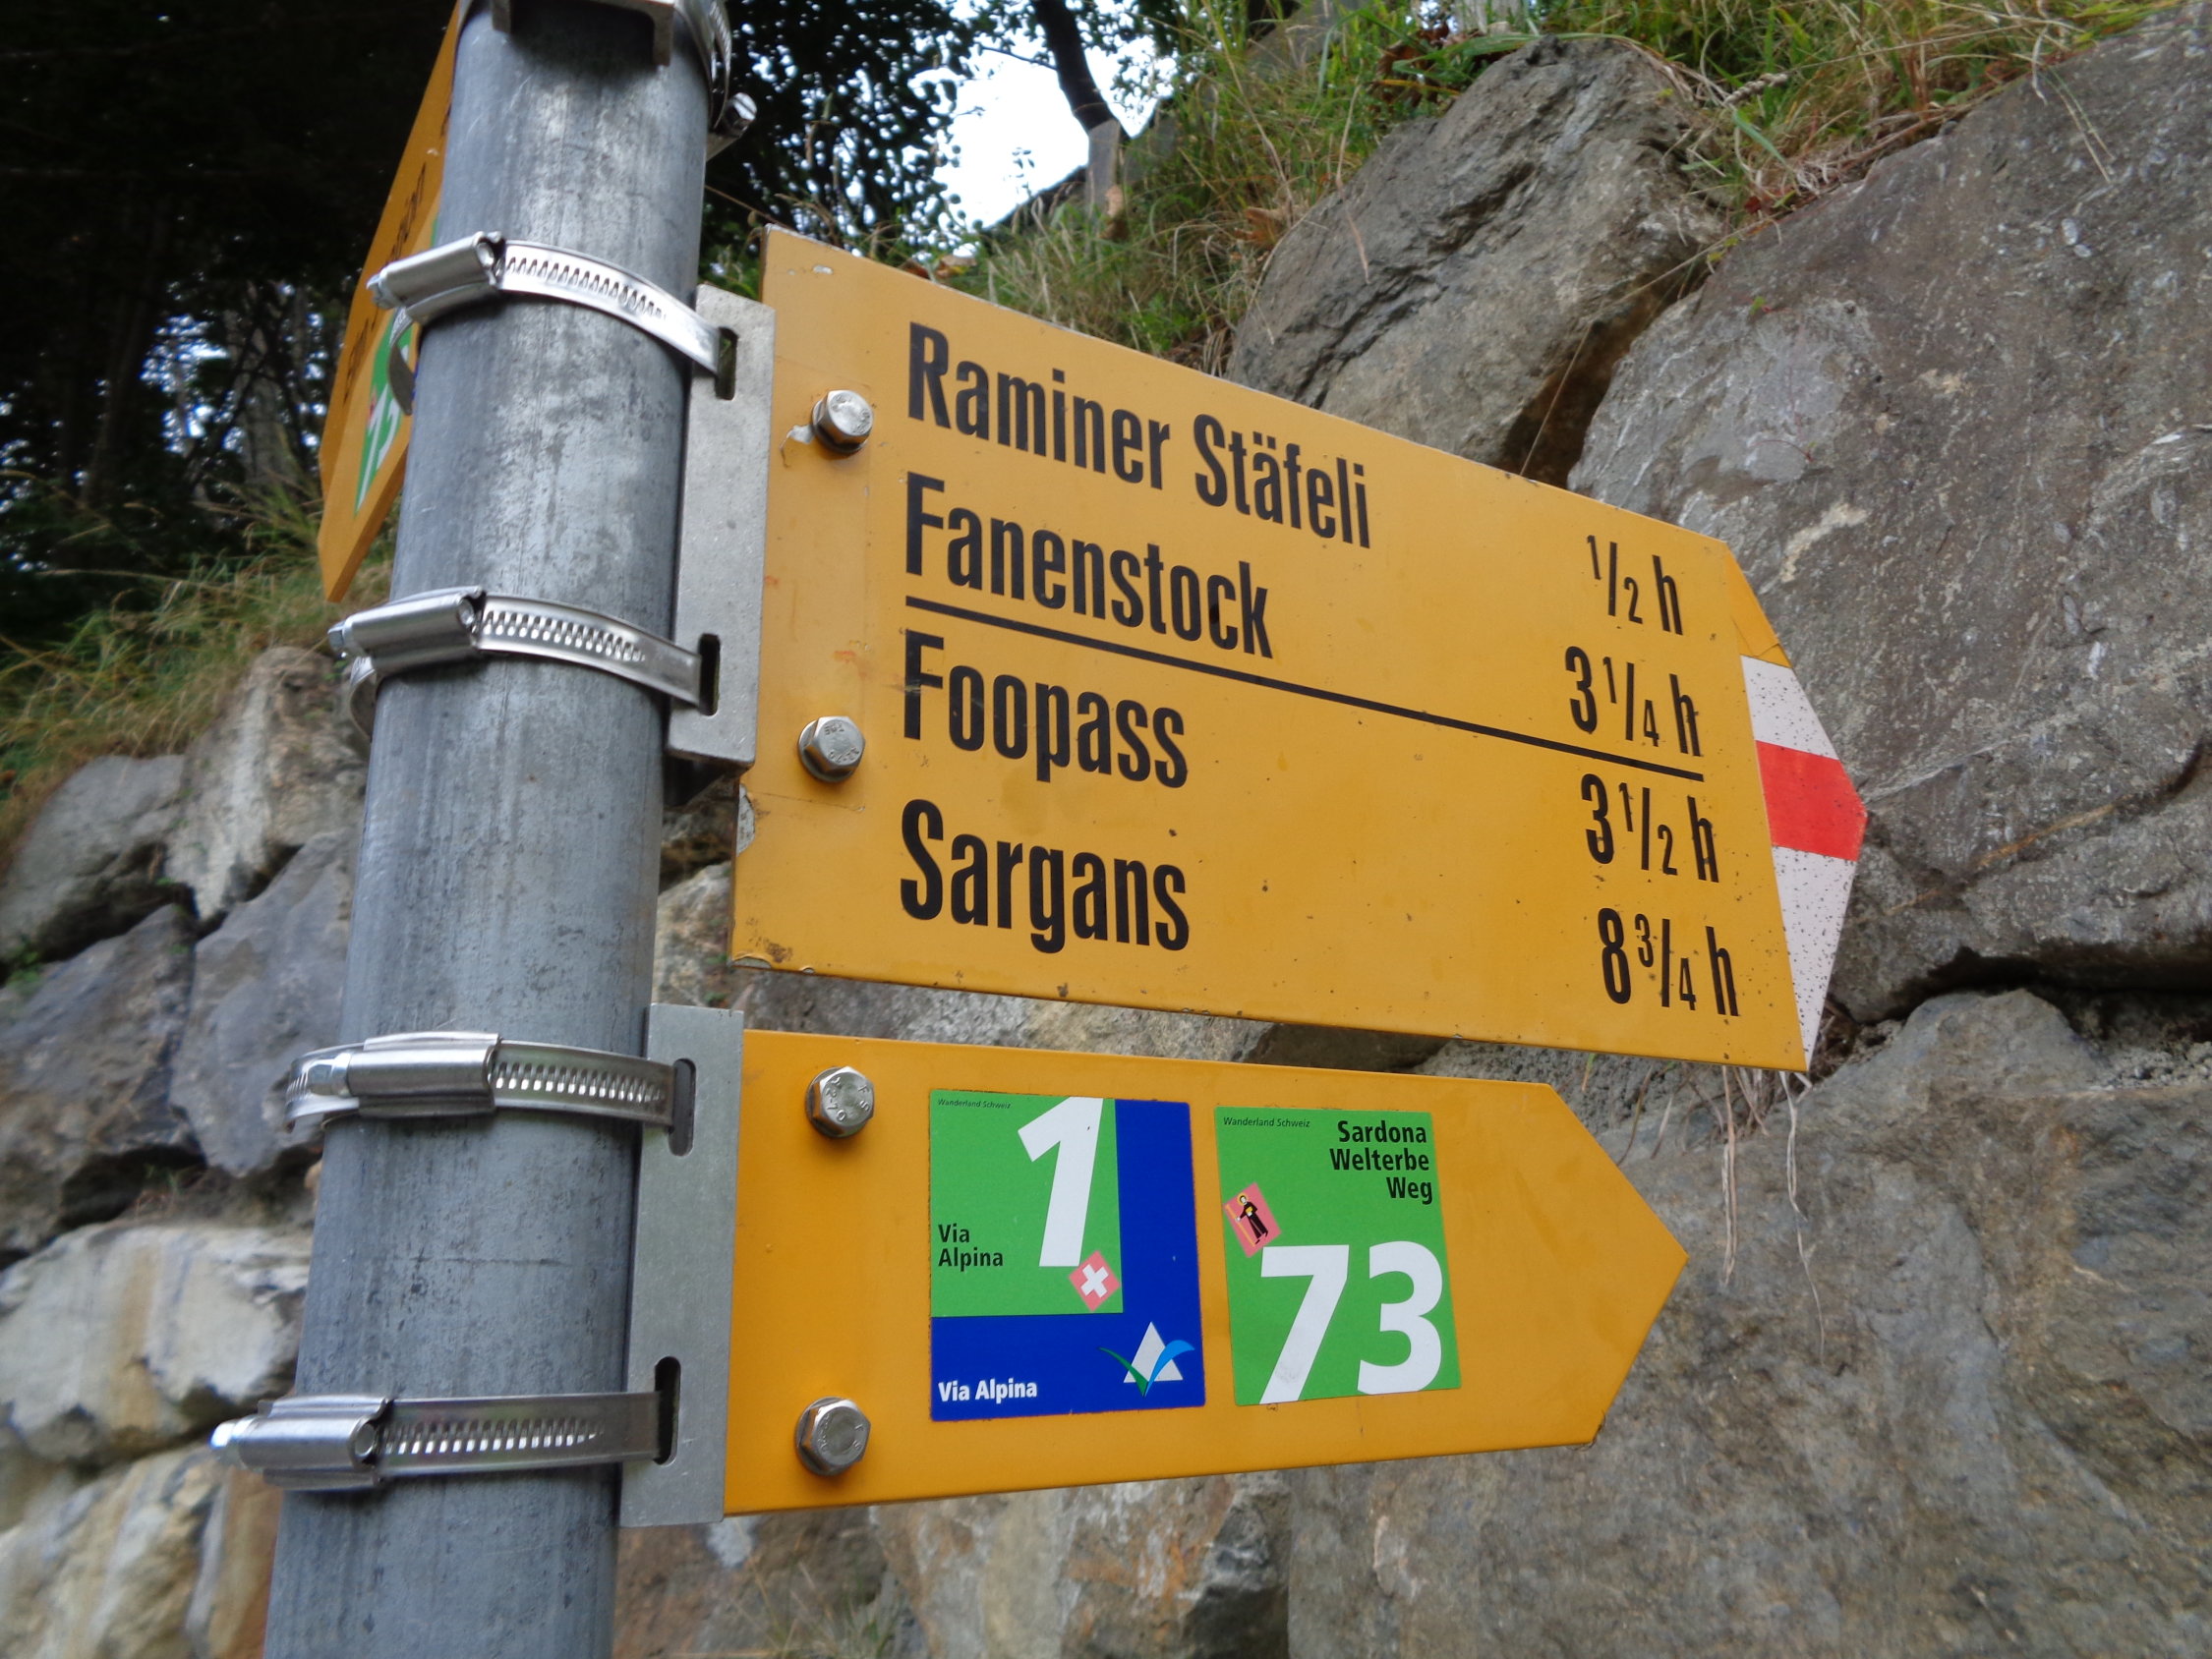 Raminer Stäfeli 1/2 h
Fanenstock 3 1/4 h
Foopass 3 1/2 h
Sargans 8 3/4 h
Wanderland Schweiz
1
Via
Alpina
Via Alpina
Wanderland Schweiz
Sardona
Welterbe
Weg
73